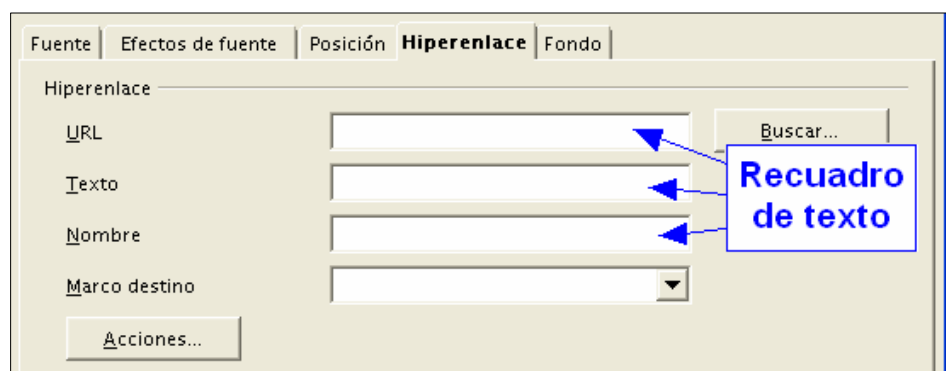 Fuente Efectos de fuente Posición Hiperenlace Fondo
Hiperenlace
URL Buscar...
Texto
Nombre
Recuadro
de texto
Marco destino
Acciones...